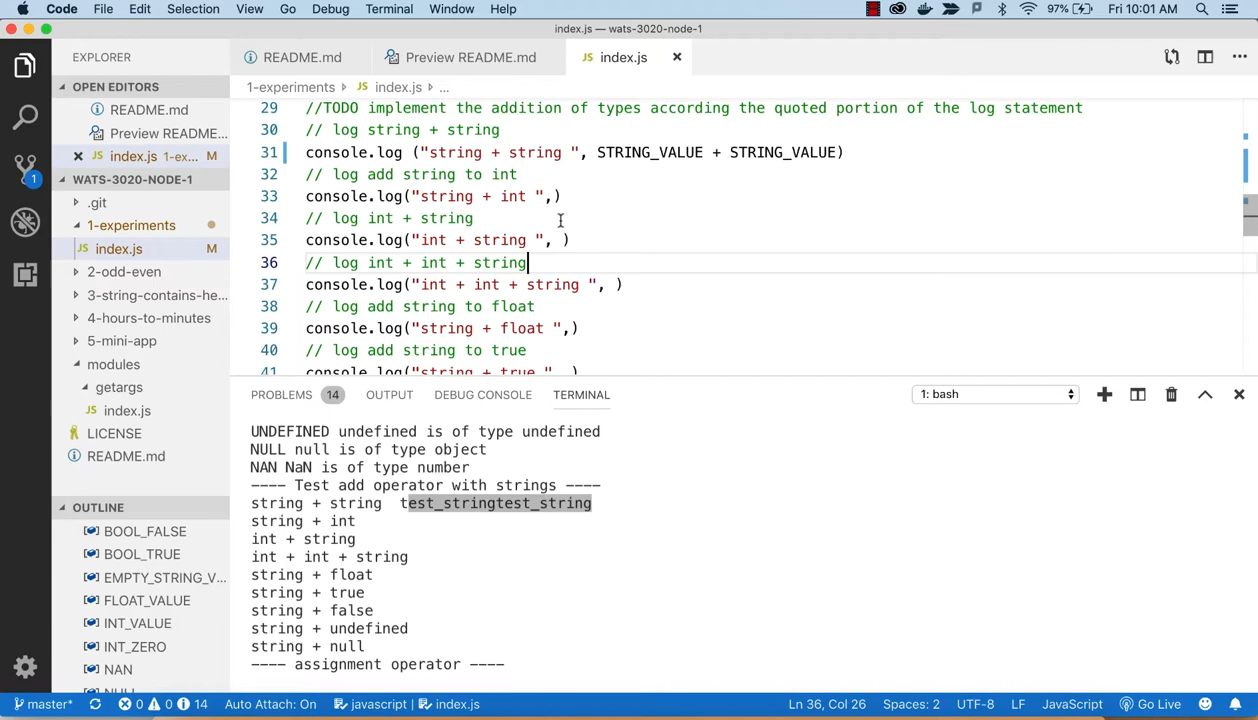 Code File Edit Selection View Go Debug Terminal Window Help 97% Fri 10:01 AM
index.js — wats-3020-node-1
EXPLORER
README.md
Preview README.md
JS index.js
OPEN EDITORS
README.md
Preview README...
JS index.js 1-ex... M
WATS-3020-NODE-1
.git
1-experiments
JS index.js M
2-odd-even
3-string-contains-he...
4-hours-to-minutes
5-mini-app
modules
getargs
JS index.js
LICENSE
README.md
OUTLINE
BOOL_FALSE
BOOL_TRUE
EMPTY_STRING_V...
FLOAT_VALUE
INT_VALUE
INT_ZERO
NAN
1
1-experiments JS index.js ...
29 //TODO implement the addition of types according the quoted portion of the log statement
30 // log string + string
31 console.log ("string + string ", STRING_VALUE + STRING_VALUE)
32 // log add string to int
33 console.log("string + int ",)
34 // log int + string
35 console.log("int + string ", )
36 // log int + int + string
37 console.log("int + int + string ", )
38 // log add string to float
39 console.log("string + float ",)
40 // log add string to true
41 console.log("string + true ", )
PROBLEMS 14 OUTPUT DEBUG CONSOLE TERMINAL 1: bash
UNDEFINED undefined is of type undefined
NULL null is of type object
NAN NaN is of type number
---- Test add operator with strings ----
string + string  test_stringtest_string
string + int
int + string
int + int + string
string + float
string + true
string + false
string + undefined
string + null
---- assignment operator ----
master* 0 0 14 Auto Attach: On javascript | index.js Ln 36, Col 26 Spaces: 2 UTF-8 LF JavaScript Go Live